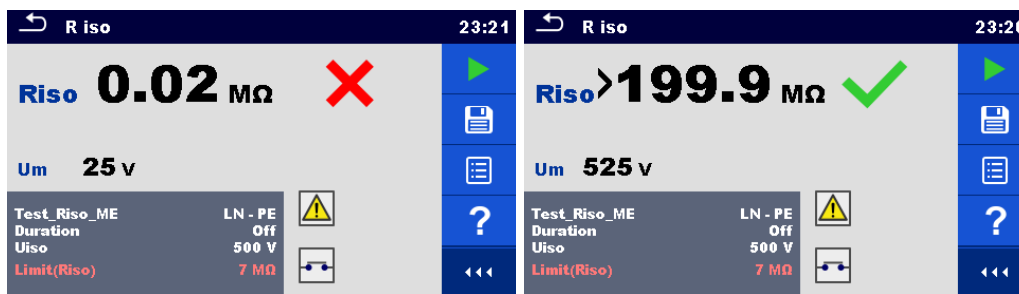 R iso 23:21
Riso 0.02 MΩ
Um 25 V
Test_Riso_ME LN - PE
Duration Off
Uiso 500 V
Limit(Riso) 7 MΩ
?
R iso 23:20
Riso >199.9 MΩ
Um 525 V
Test_Riso_ME LN - PE
Duration Off
Uiso 500 V
Limit(Riso) 7 MΩ
?